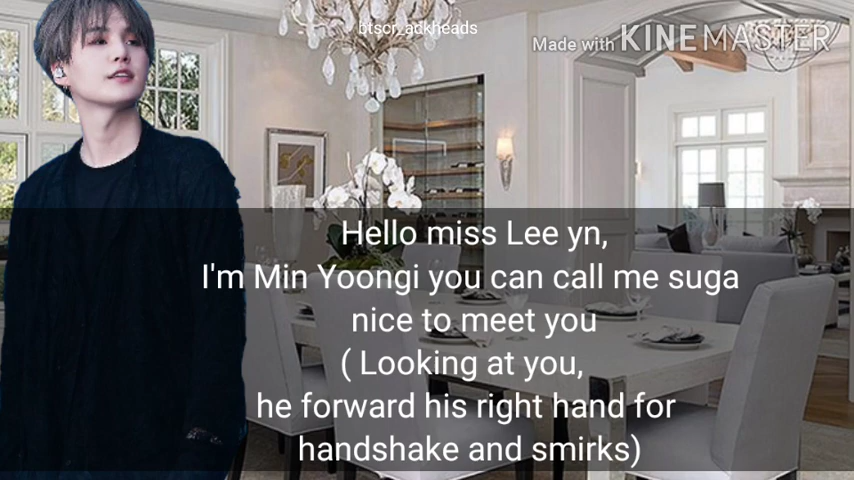 btscr_adkheads
Made with KINEMASTER
Hello miss Lee yn,
I'm Min Yoongi you can call me suga
nice to meet you
( Looking at you,
he forward his right hand for
handshake and smirks)